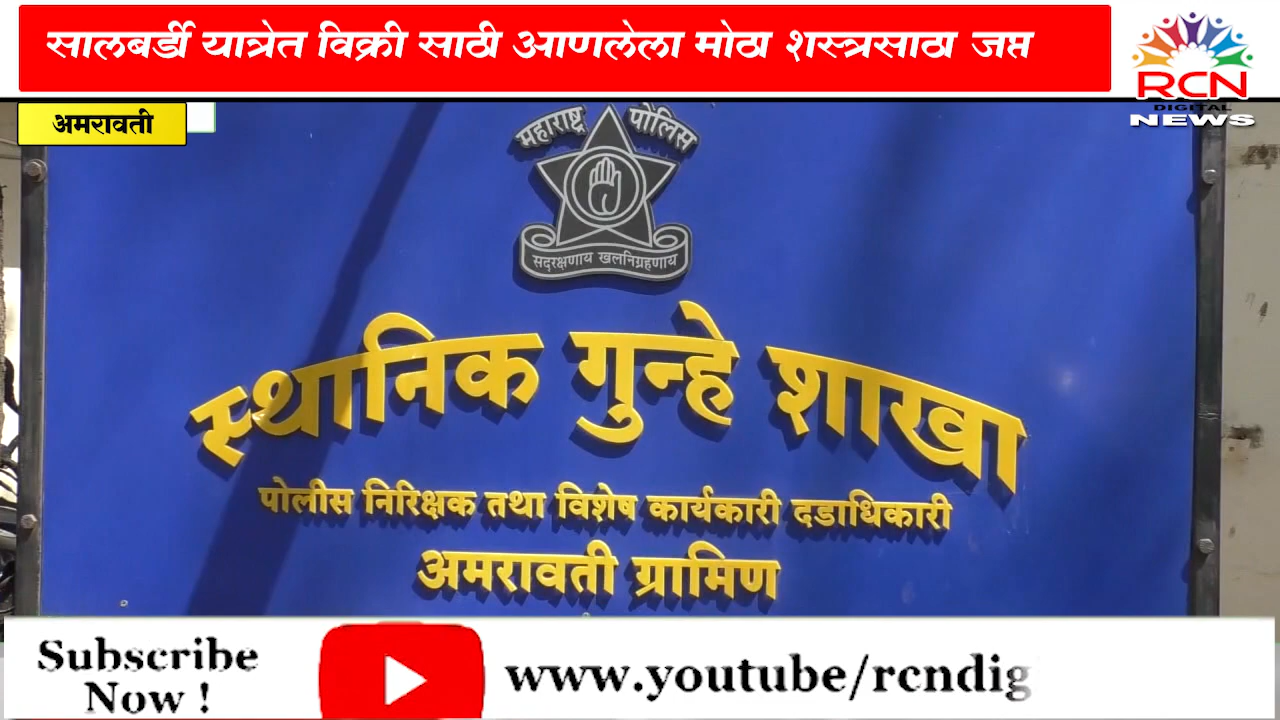 सालबर्डी यात्रेत विक्री साठी आणलेला मोठा शस्त्रसाठा जप्त
RCN
DIGITAL
NEWS
अमरावती
महाराष्ट्र पोलिस
सद्रक्षणाय खलनिग्रहणाय
स्थानिक गुन्हे शाखा
पोलीस निरिक्षक तथा विशेष कार्यकारी दडाधिकारी
अमरावती ग्रामिण
Subscribe
Now !
www.youtube/rcndig